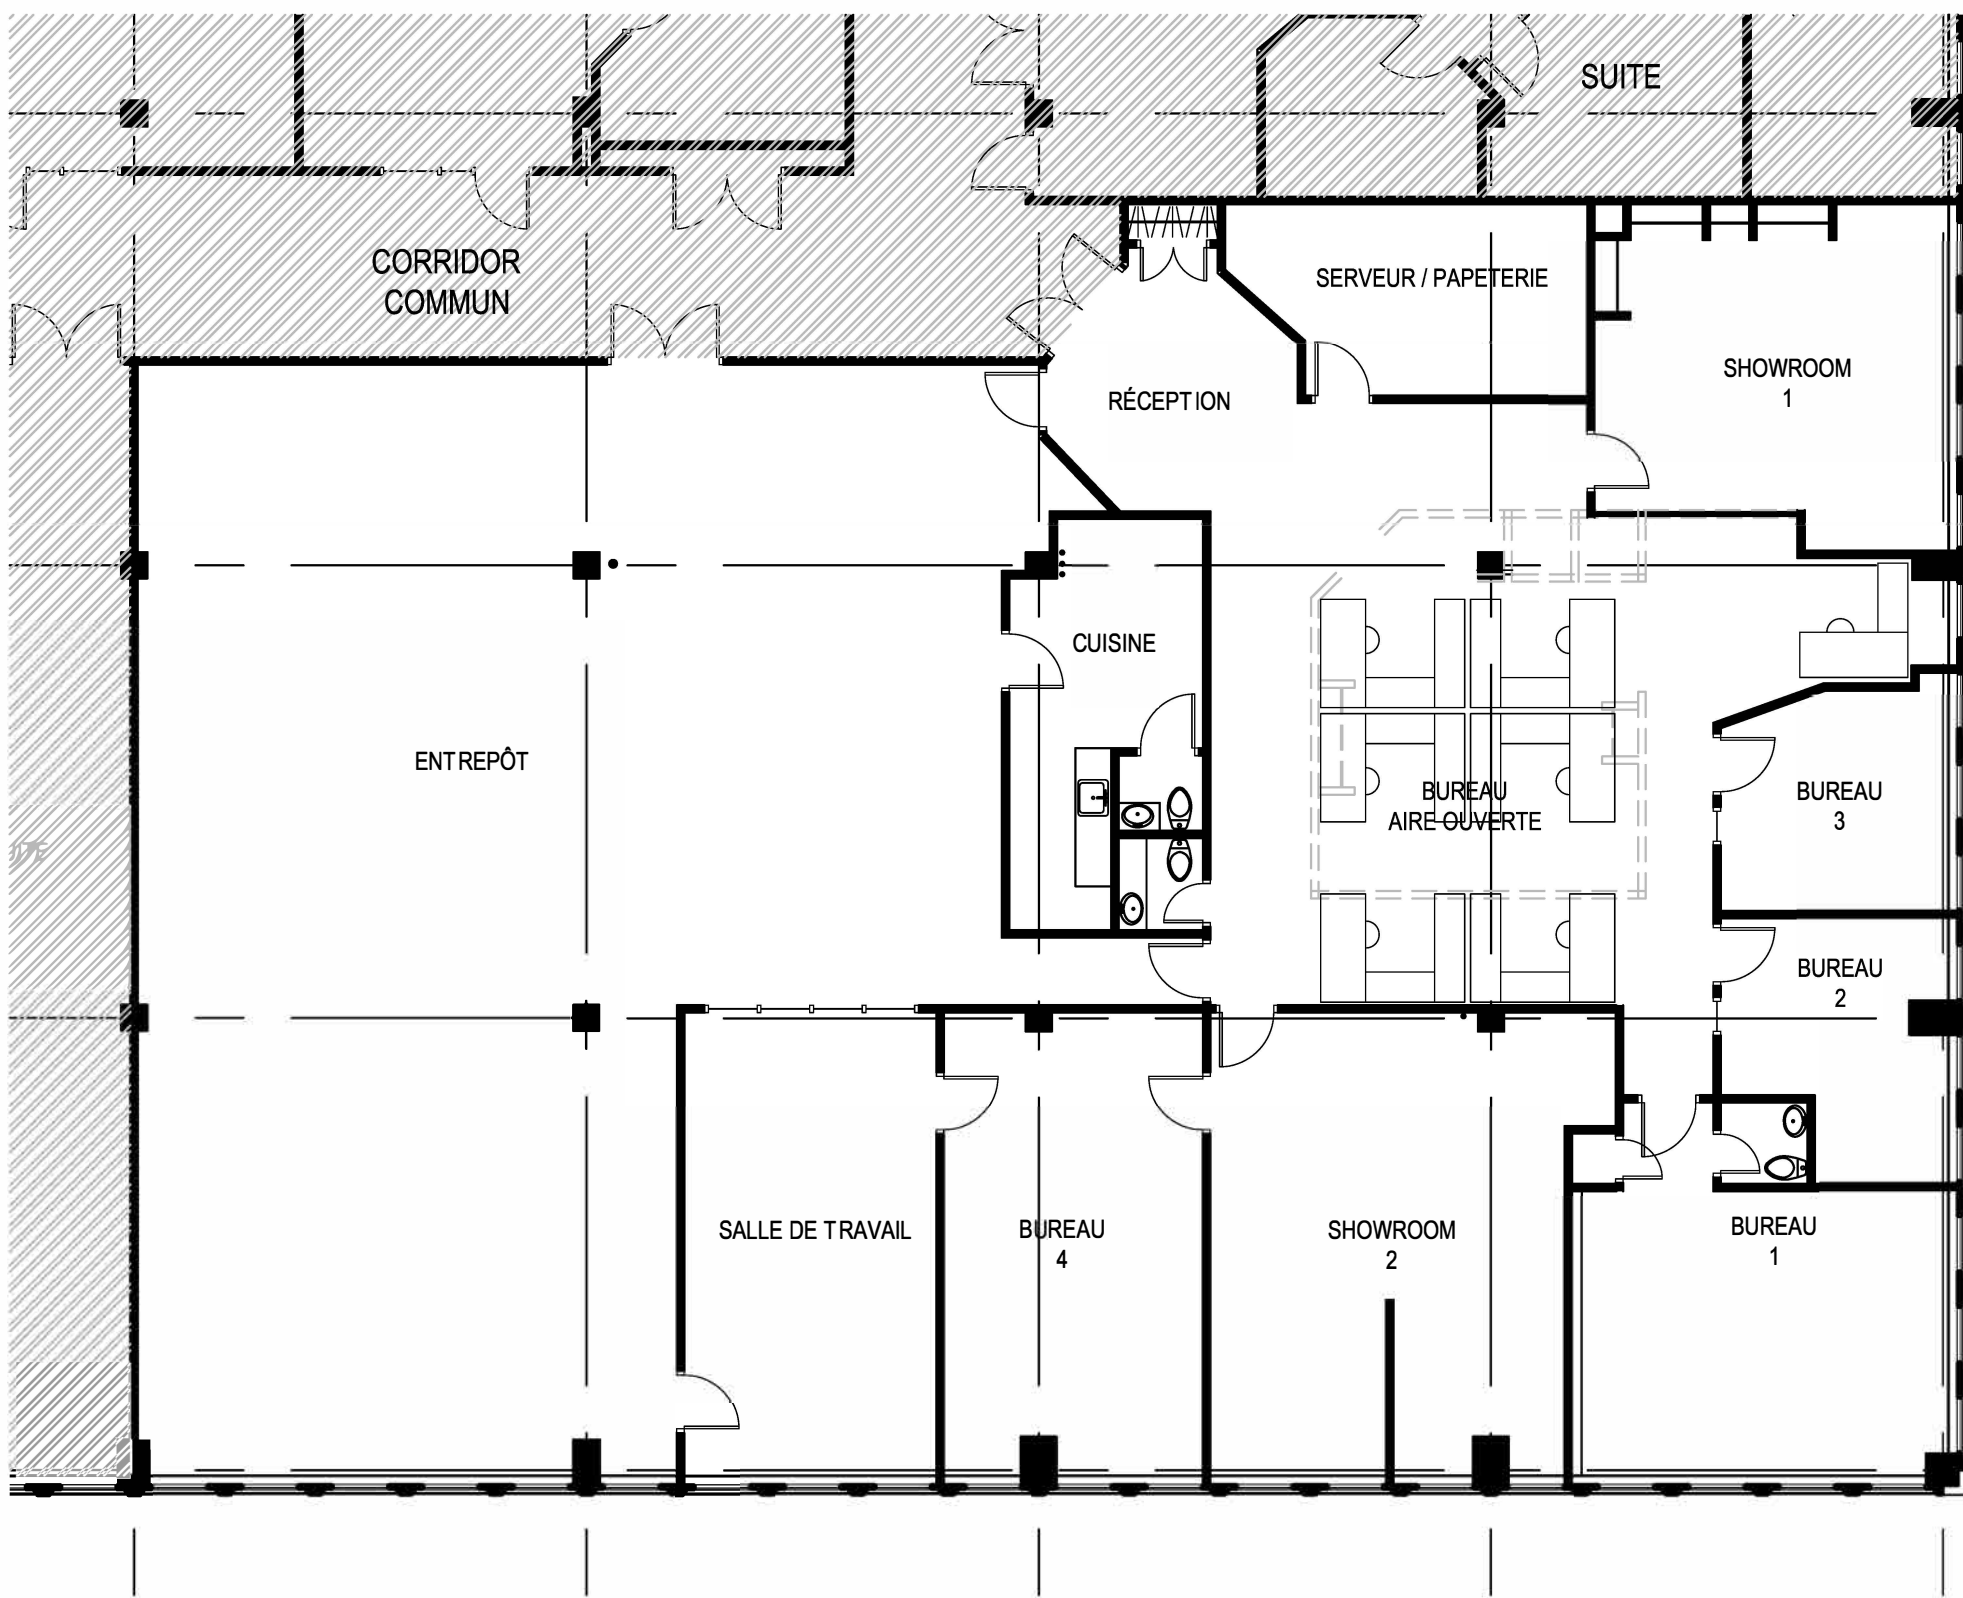 SUITE
CORRIDOR
COMMUN
SERVEUR / PAPETERIE
SHOWROOM
1
RÉCEPTION
CUISINE
ENTREPÔT
BUREAU
AIRE OUVERTE
BUREAU
3
BUREAU
2
SALLE DE TRAVAIL
BUREAU
4
SHOWROOM
2
BUREAU
1